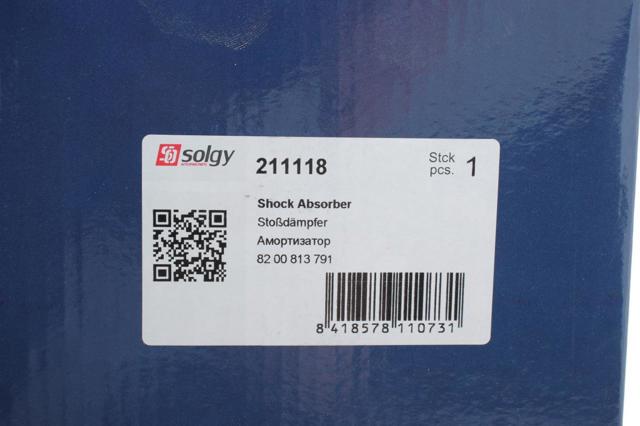 solgy
211118
Stck
pcs. 1
Shock Absorber
Stoßdämpfer
Амортизатор
82 00 813 791
8 418578 110731